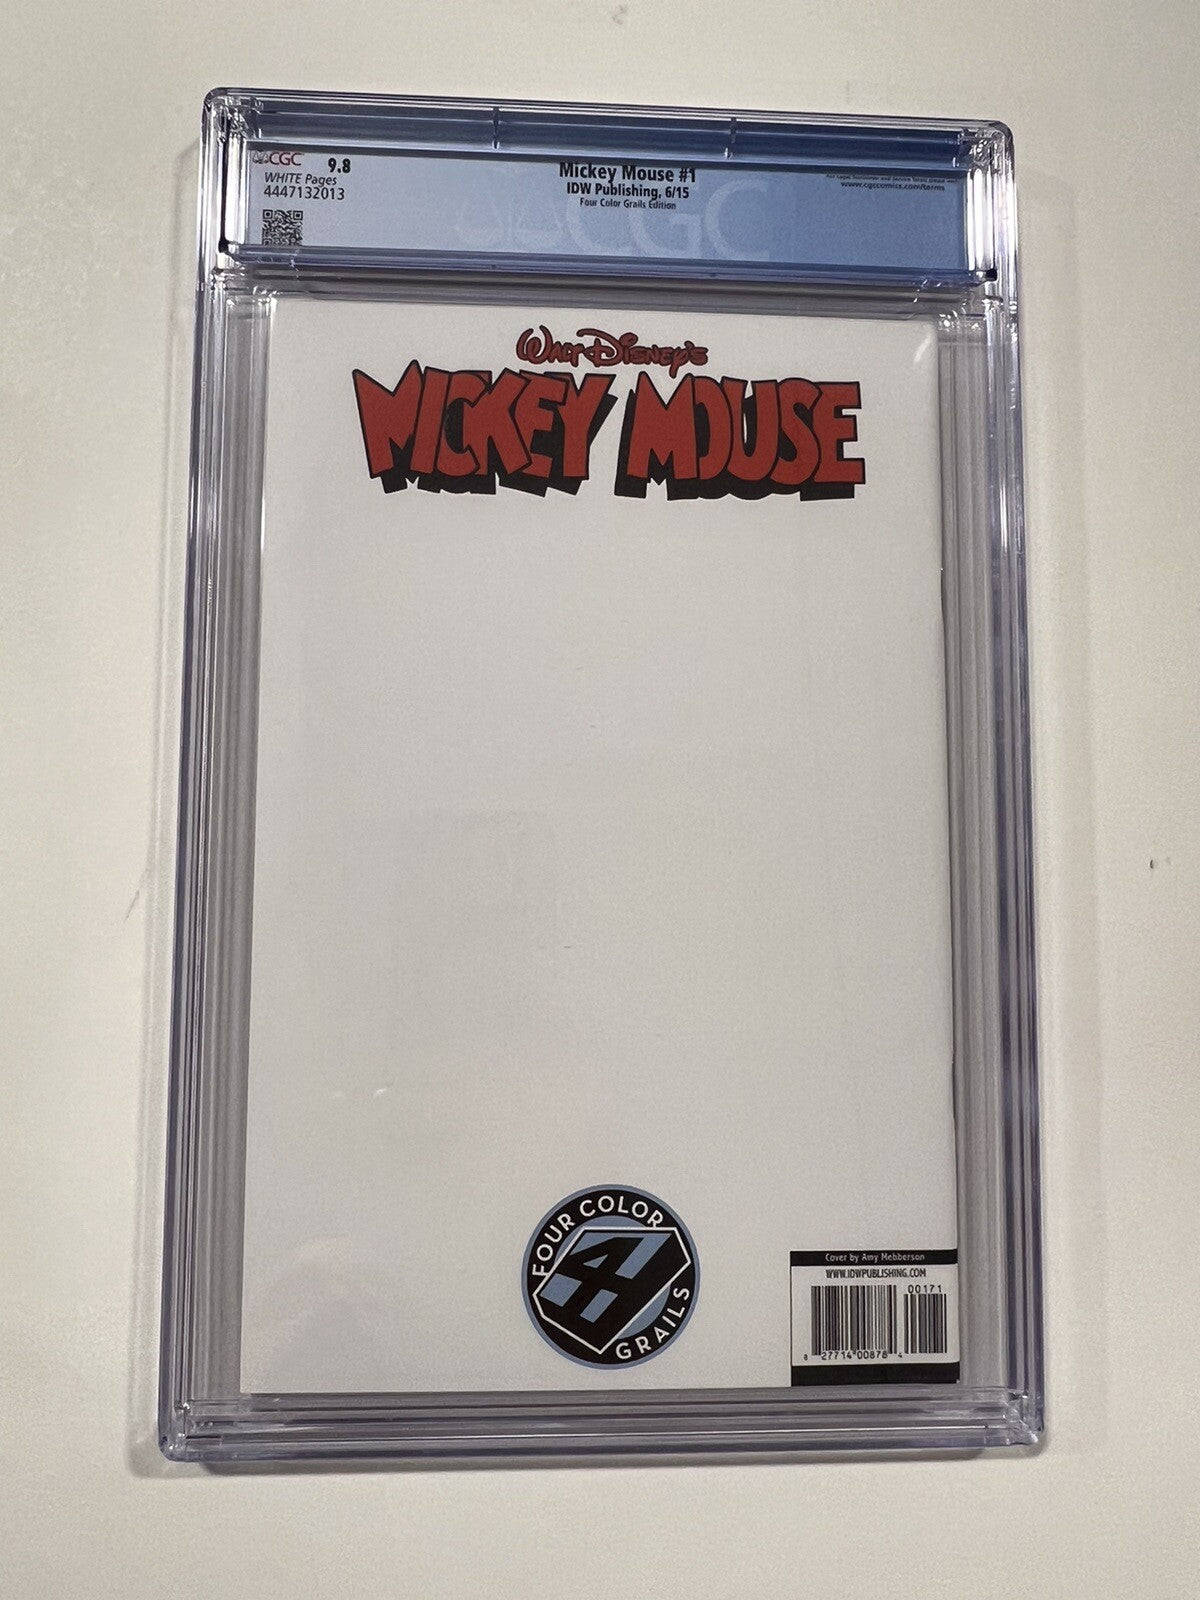 CGC 9.8
WHITE Pages
4447132013
Mickey Mouse #1
IDW Publishing, 6/15
Four Color Grails Edition
www.cgccomics.com/terms
CGC
WALT DISNEY'S
MICKEY MOUSE
FOUR COLOR
4
GRAILS
Cover by Amy Mebberson
WWW.IDWPUBLISHING.COM
00171
8 27714 00878 4